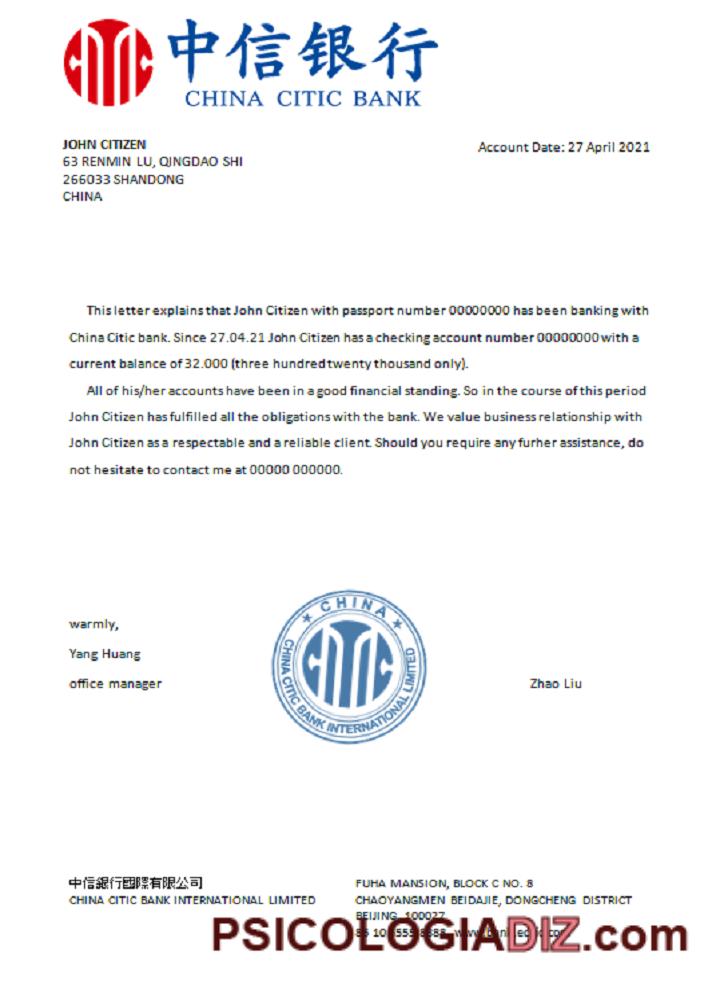 中信银行
CHINA CITIC BANK
JOHN CITIZEN
63 RENMIN LU, QINGDAO SHI
266033 SHANDONG
CHINA
Account Date: 27 April 2021
This letter explains that John Citizen with passport number 00000000 has been banking with
China Citic bank. Since 27.04.21 John Citizen has a checking account number 00000000 with a
current balance of 32.000 (three hundred twenty thousand only).
All of his/her accounts have been in a good financial standing. So in the course of this period
John Citizen has fulfilled all the obligations with the bank. We value business relationship with
John Citizen as a respectable and a reliable client. Should you require any furher assistance, do
not hesitate to contact me at 00000 000000.
warmly,
Yang Huang
office manager
CHINA
CHINA CITIC BANK INTERNATIONAL LIMITED
Zhao Liu
中信銀行國際有限公司
CHINA CITIC BANK INTERNATIONAL LIMITED
FUHA MANSION, BLOCK C NO. 8
CHAOYANGMEN BEIDAJIE, DONGCHENG DISTRICT
BEIJING 100027
PSICOLOGIADIZ.com